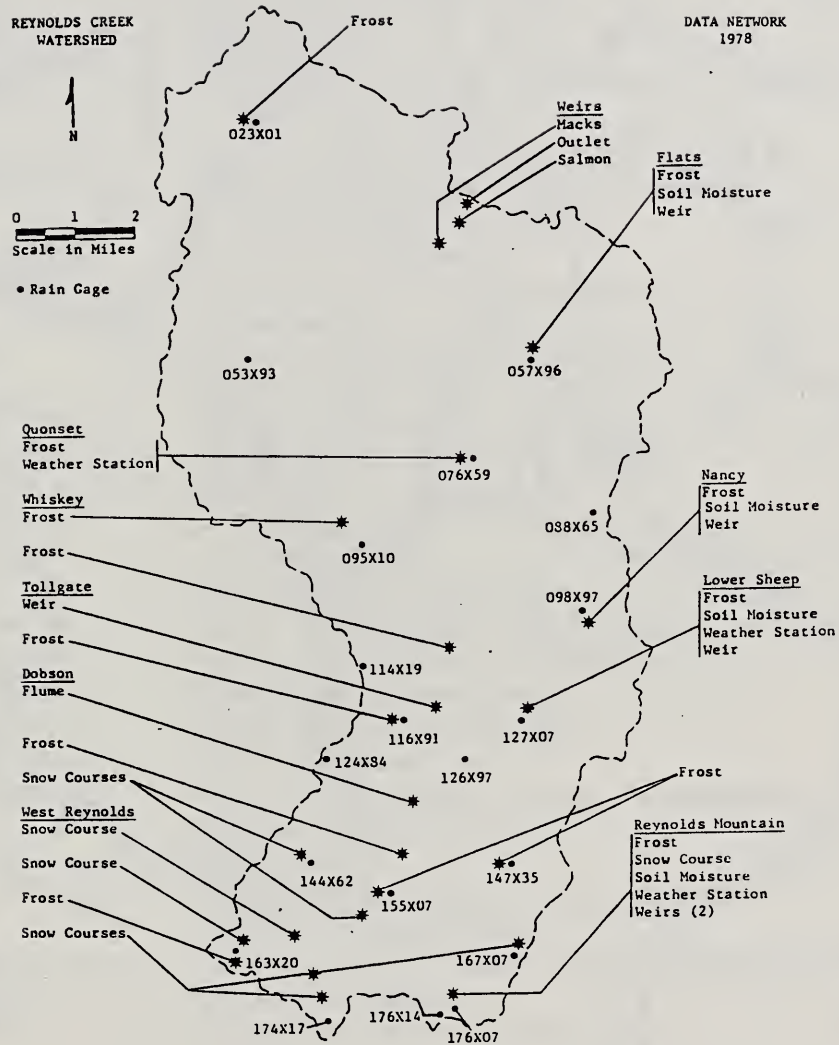 REYNOLDS CREEK
WATERSHED
DATA NETWORK
1978
N
0 1 2
Scale in Miles
• Rain Gage
Frost
023X01
Weirs
Macks
Outlet
Salmon
Flats
Frost
Soil Moisture
Weir
053X93
057X96
Quonset
Frost
Weather Station
076X59
Whiskey
Frost
095X10
088X65
Nancy
Frost
Soil Moisture
Weir
098X97
Frost
Tollgate
Weir
114X19
Lower Sheep
Frost
Soil Moisture
Weather Station
Weir
Frost
116X91
127X07
Dobson
Flume
124X84
126X97
Frost
Snow Courses
Frost
144X62
155X07
147X35
West Reynolds
Snow Course
Snow Course
Frost
Snow Courses
163X20
167X07
Reynolds Mountain
Frost
Snow Course
Soil Moisture
Weather Station
Weirs (2)
174X17
176X14
176X07